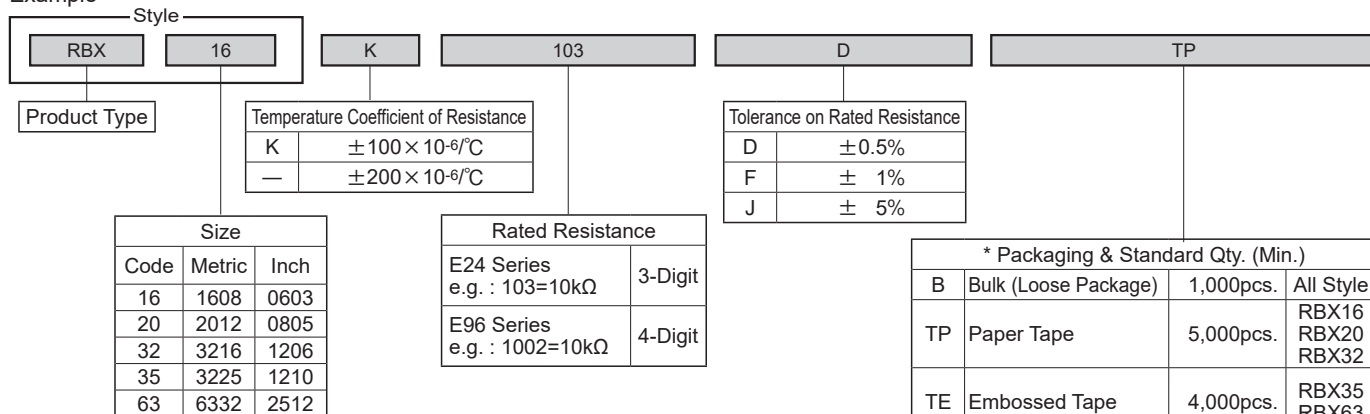 Example
Style
RBX 16 K 103 D TP
Product Type
Temperature Coefficient of Resistance
K ±100×10-6/℃
— ±200×10-6/℃
Tolerance on Rated Resistance
D ±0.5%
F ± 1%
J ± 5%
Size
Code Metric Inch
16 1608 0603
20 2012 0805
32 3216 1206
35 3225 1210
63 6332 2512
Rated Resistance
E24 Series
e.g. : 103=10kΩ
3-Digit
E96 Series
e.g. : 1002=10kΩ
4-Digit
* Packaging & Standard Qty. (Min.)
B Bulk (Loose Package) 1,000pcs. All Style
TP Paper Tape 5,000pcs. RBX16
RBX20
RBX32
TE Embossed Tape 4,000pcs. RBX35
RBX63